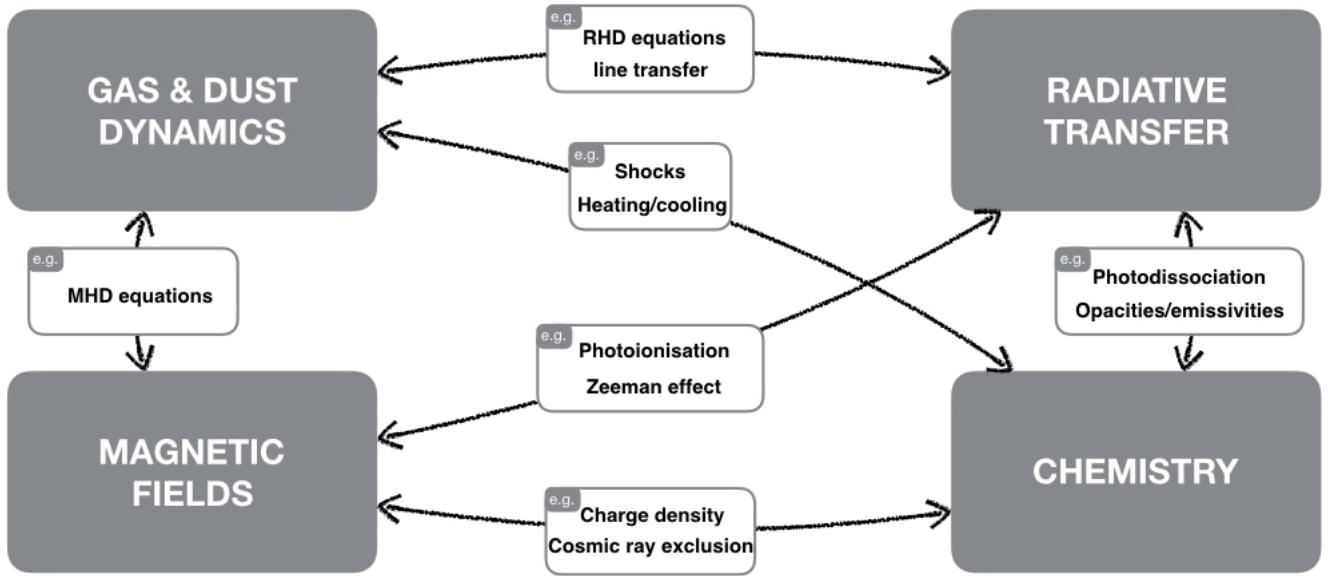 e.g.
RHD equations
line transfer
GAS & DUST
DYNAMICS
RADIATIVE
TRANSFER
e.g.
Shocks
Heating/cooling
e.g.
MHD equations
e.g.
Photodissociation
Opacities/emissivities
e.g.
Photoionisation
Zeeman effect
MAGNETIC
FIELDS
CHEMISTRY
e.g.
Charge density
Cosmic ray exclusion